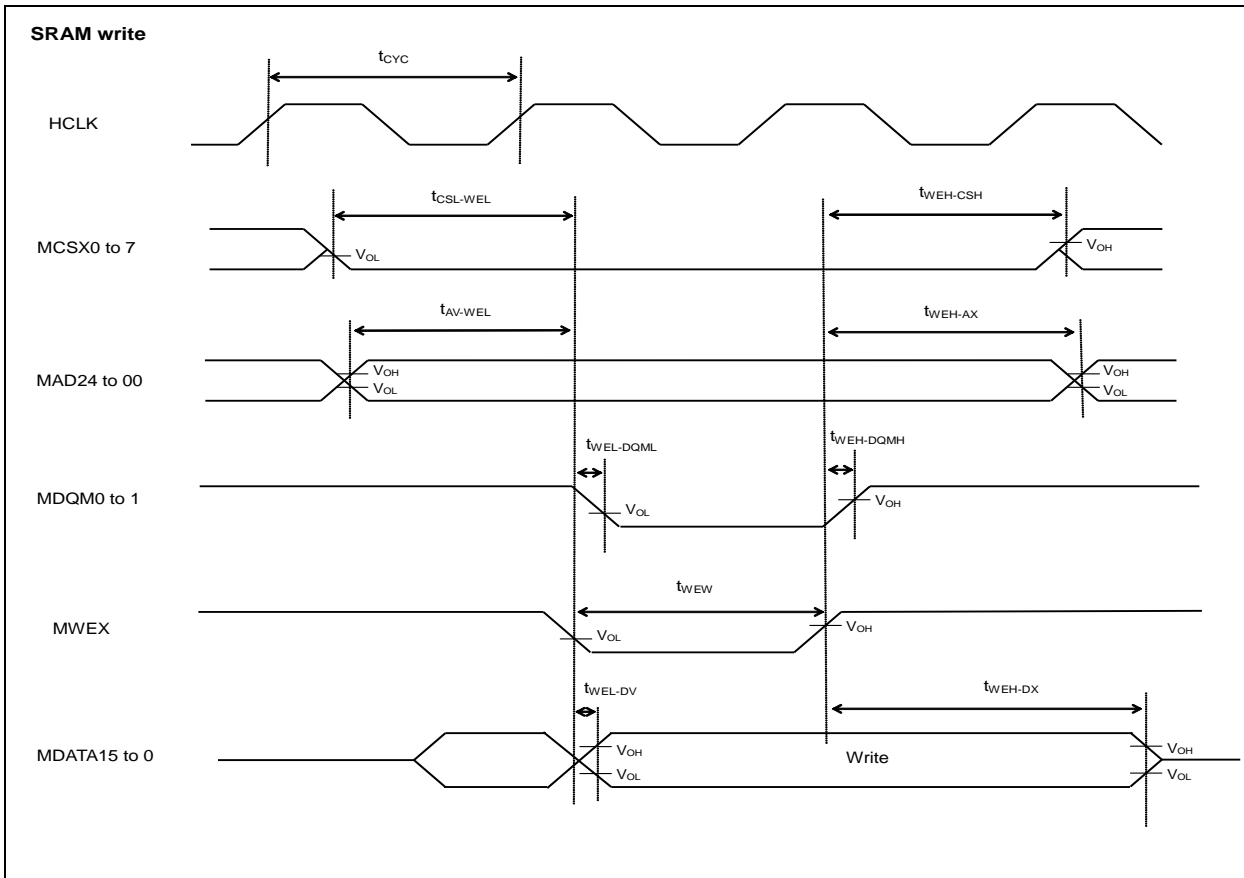 SRAM write
tCYC
HCLK
tCSL-WEL
tWEH-CSH
MCSX0 to 7
VOL
VOH
tAV-WEL
tWEH-AX
MAD24 to 00
VOH
VOL
VOH
VOL
tWEL-DQML
tWEH-DQMH
MDQM0 to 1
VOL
VOH
tWEW
MWEX
VOL
VOH
tWEL-DV
tWEH-DX
MDATA15 to 0
VOH
VOL
Write
VOH
VOL